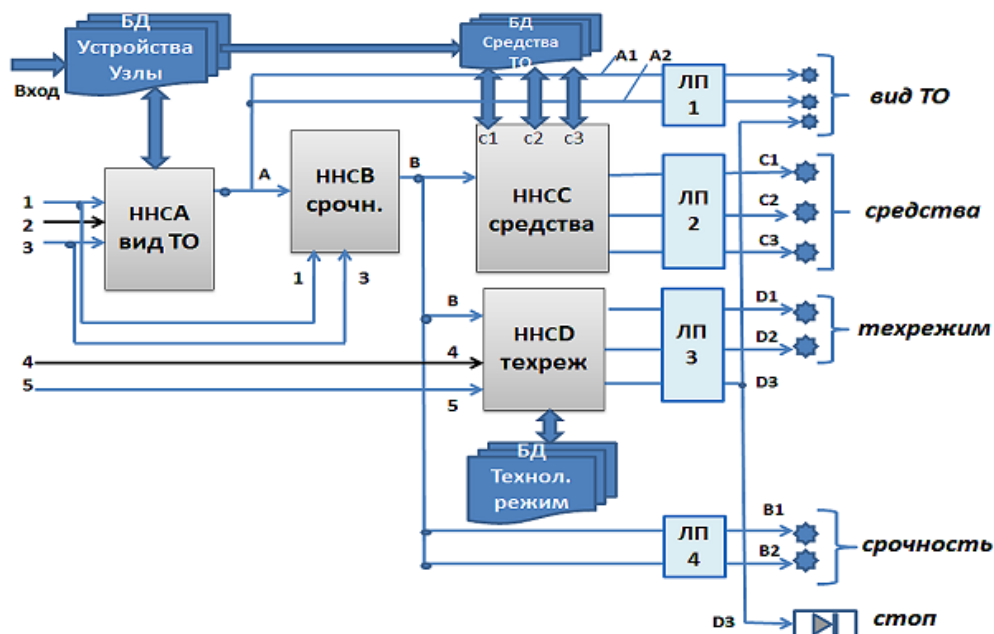 БД
Устройства
Узлы
БД
Средства
ТО
Вход
A1
A2
ЛП
1
вид ТО
c1
c2
c3
A
ННСВ
срочн.
B
ННСС
средства
ЛП
2
C1
C2
C3
средства
1
2
3
ННСА
вид ТО
1
3
B
ННСD
техреж
ЛП
3
D1
D2
D3
техрежим
4
4
5
5
БД
Технол.
режим
ЛП
4
B1
B2
срочность
D3
стоп